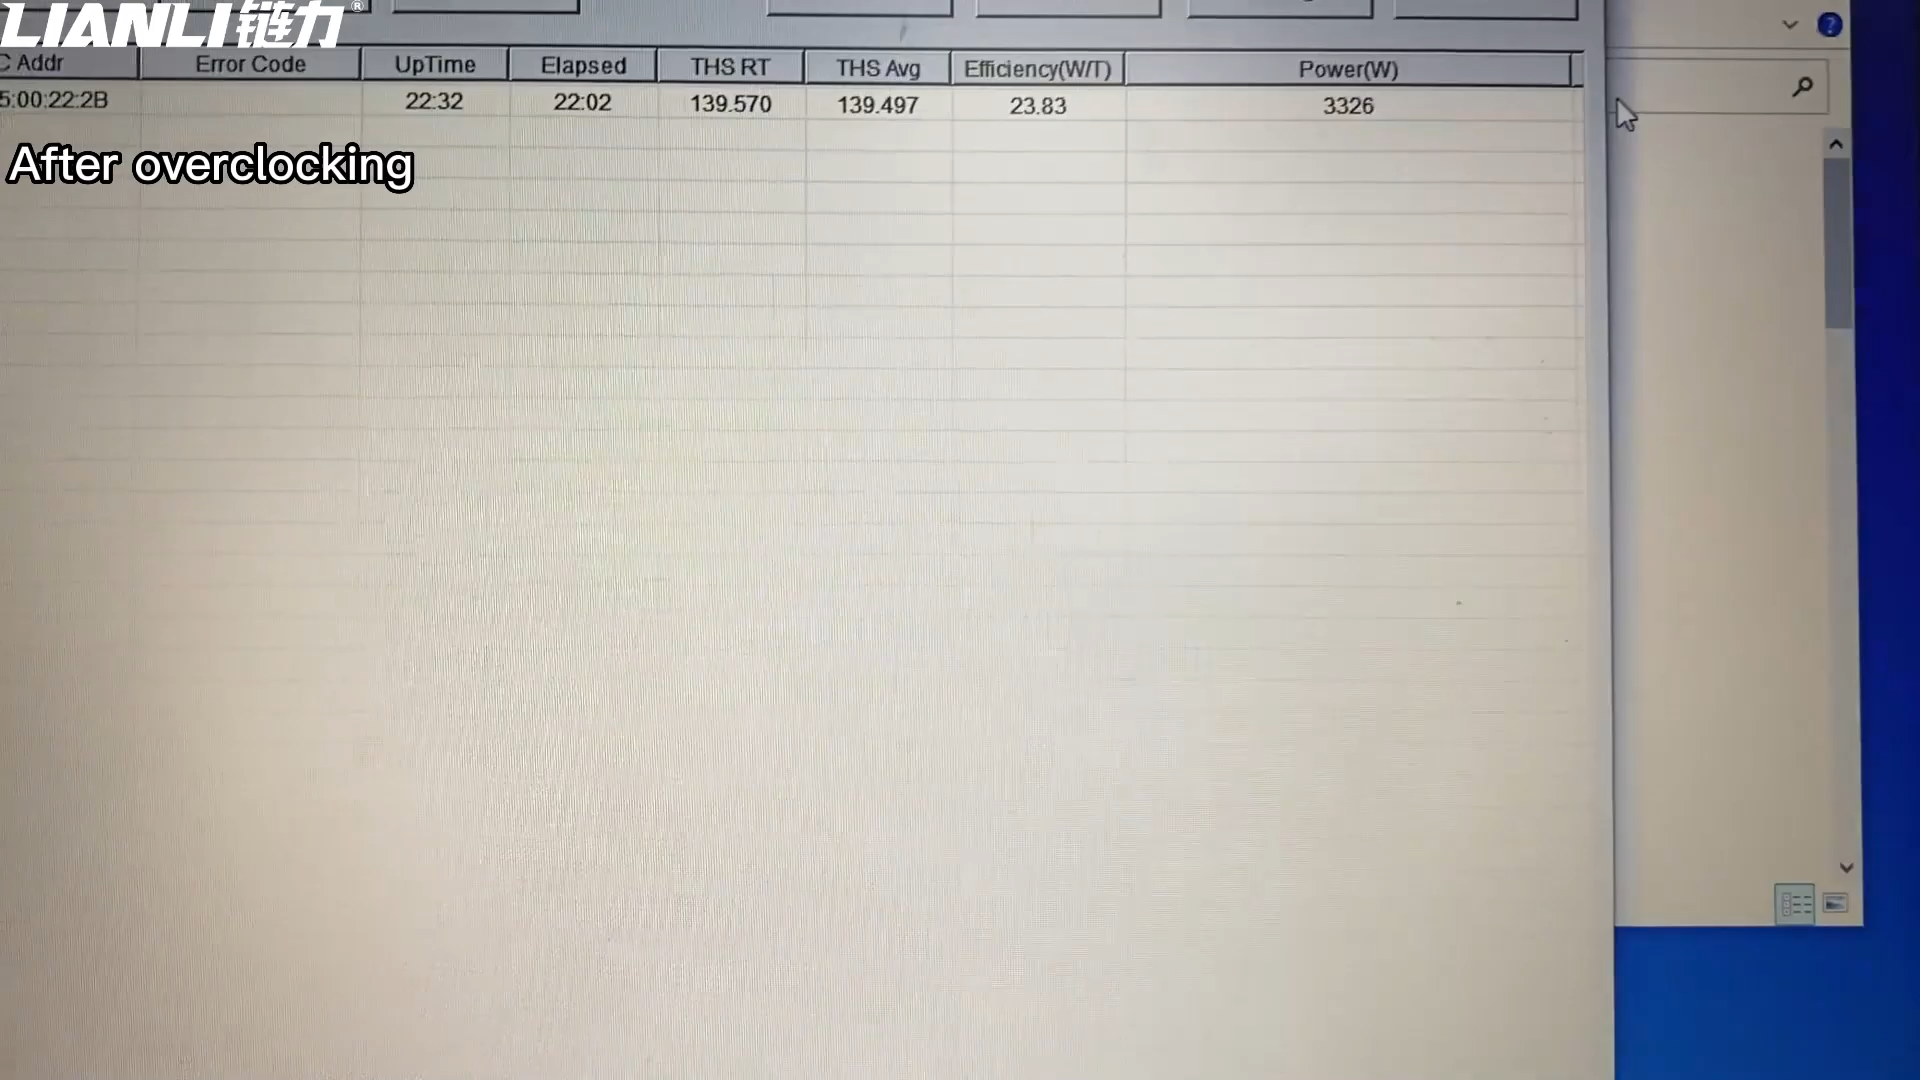 LIANLI链力®
C Addr Error Code UpTime Elapsed THS RT THS Avg Efficiency(W/T) Power(W)
5:00:22:2B 22:32 22:02 139.570 139.497 23.83 3326
After overclocking